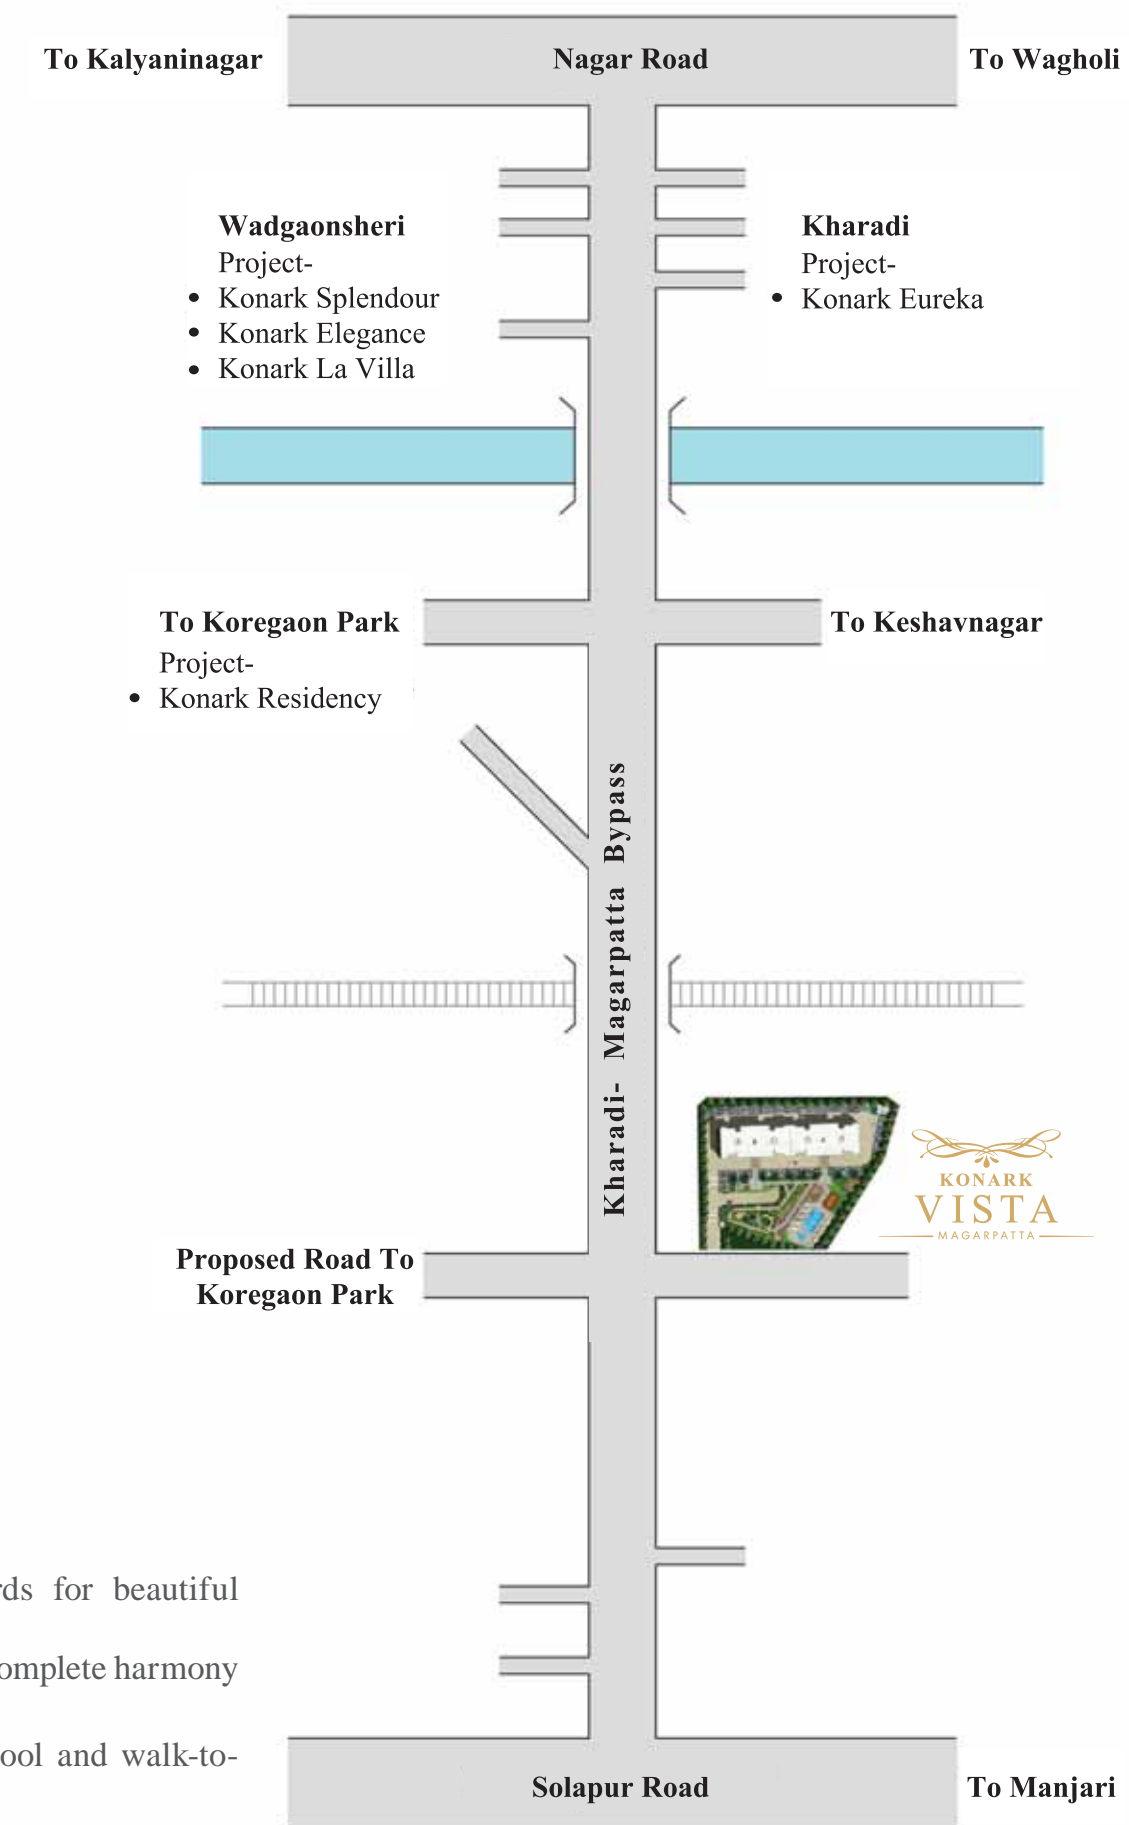 To Kalyaninagar
Nagar Road
To Wagholi
Wadgaonsheri
Project-
• Konark Splendour
• Konark Elegance
• Konark La Villa
Kharadi
Project-
• Konark Eureka
To Koregaon Park
Project-
• Konark Residency
To Keshavnagar
Kharadi- Magarpatta Bypass
KONARK
VISTA
MAGARPATTA
Proposed Road To
Koregaon Park
rds for beautiful
omplete harmony
ool and walk-to-
Solapur Road
To Manjari